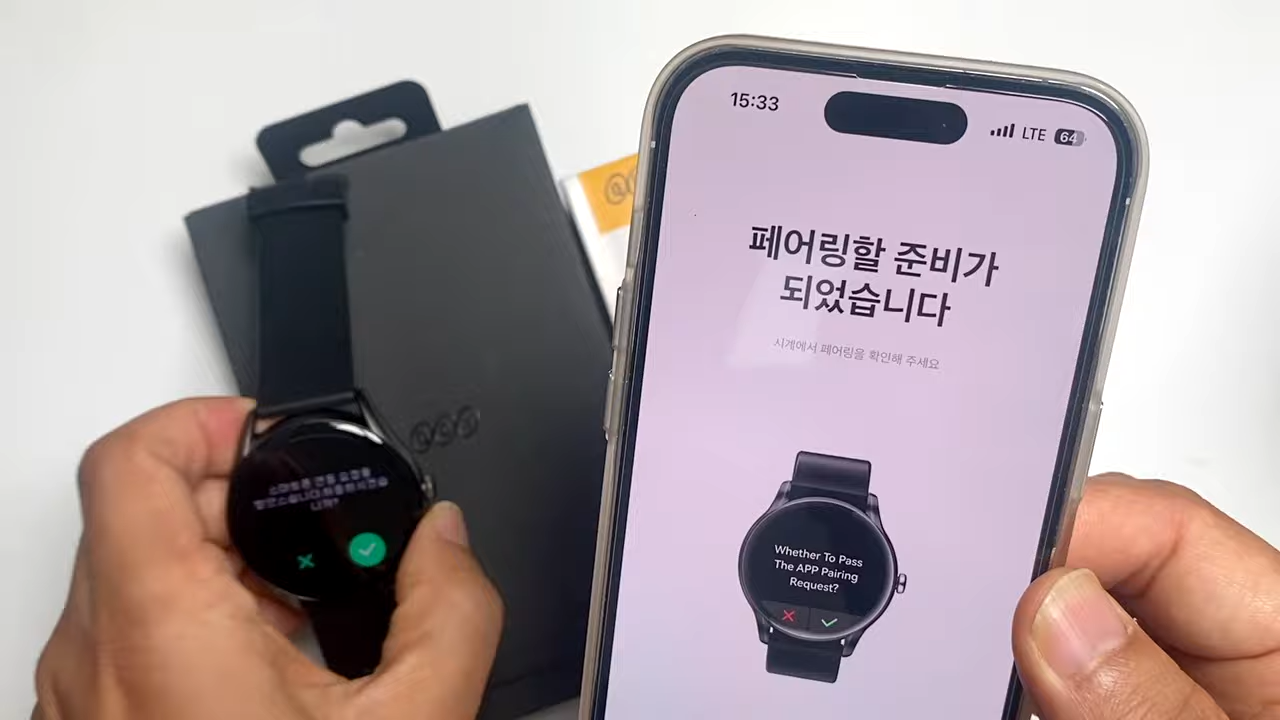 15:33
LTE 64
페어링할 준비가
되었습니다
시계에서 페어링을 확인해 주세요
Whether To Pass
The APP Pairing
Request?